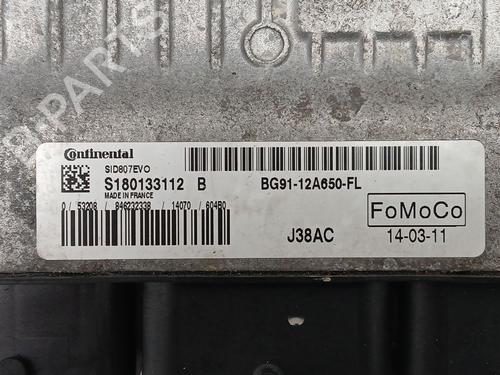 Continental
SID807EVO
S180133112 B BG91-12A650-FL
MADE IN FRANCE
0 / 53208 / 846232338 / 14070 / 604B0
FoMoCo
J38AC 14-03-11